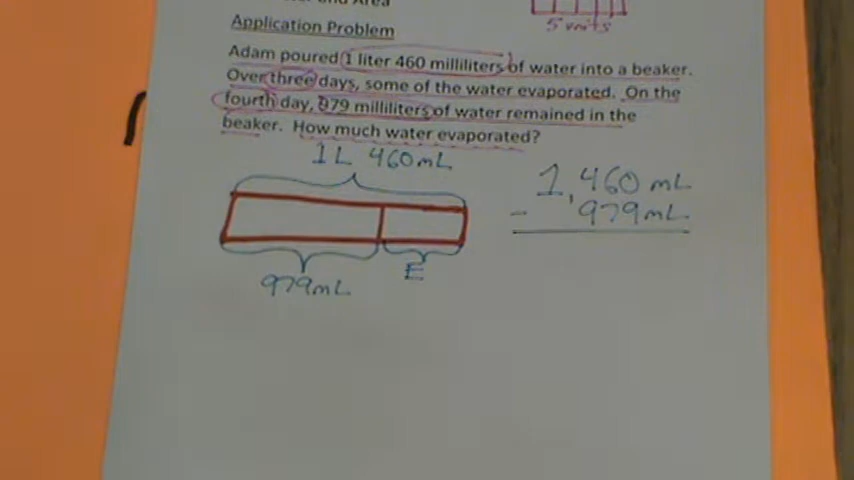 and Area
5 units
Application Problem
Adam poured 1 liter 460 milliliters of water into a beaker.
Over three days, some of the water evaporated. On the
fourth day, 979 milliliters of water remained in the
beaker. How much water evaporated?
1L 460mL
979mL
E
1,460 mL
- 979mL